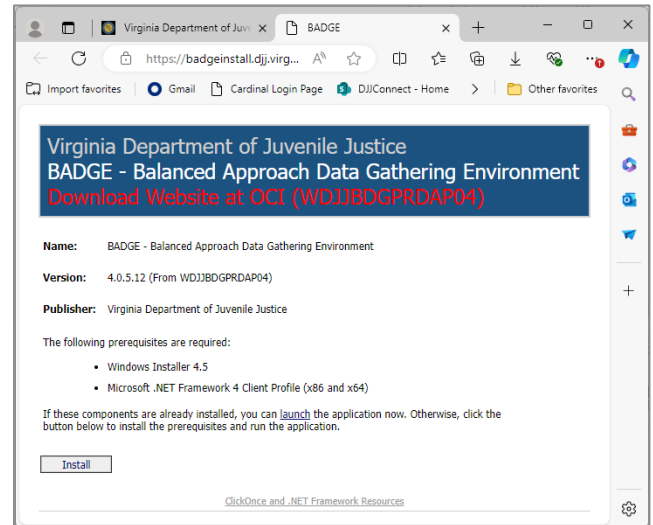 Virginia Department of Juve
BADGE
https://badgeinstall.djj.virg...
Import favorites
Gmail
Cardinal Login Page
DJJConnect - Home
Other favorites
Virginia Department of Juvenile Justice
BADGE - Balanced Approach Data Gathering Environment
Download Website at OCI (WDJJBDGPRDAP04)
Name: BADGE - Balanced Approach Data Gathering Environment
Version: 4.0.5.12 (From WDJJBDGPRDAP04)
Publisher: Virginia Department of Juvenile Justice
The following prerequisites are required:
• Windows Installer 4.5
• Microsoft .NET Framework 4 Client Profile (x86 and x64)
If these components are already installed, you can launch the application now. Otherwise, click the
button below to install the prerequisites and run the application.
Install
ClickOnce and .NET Framework Resources